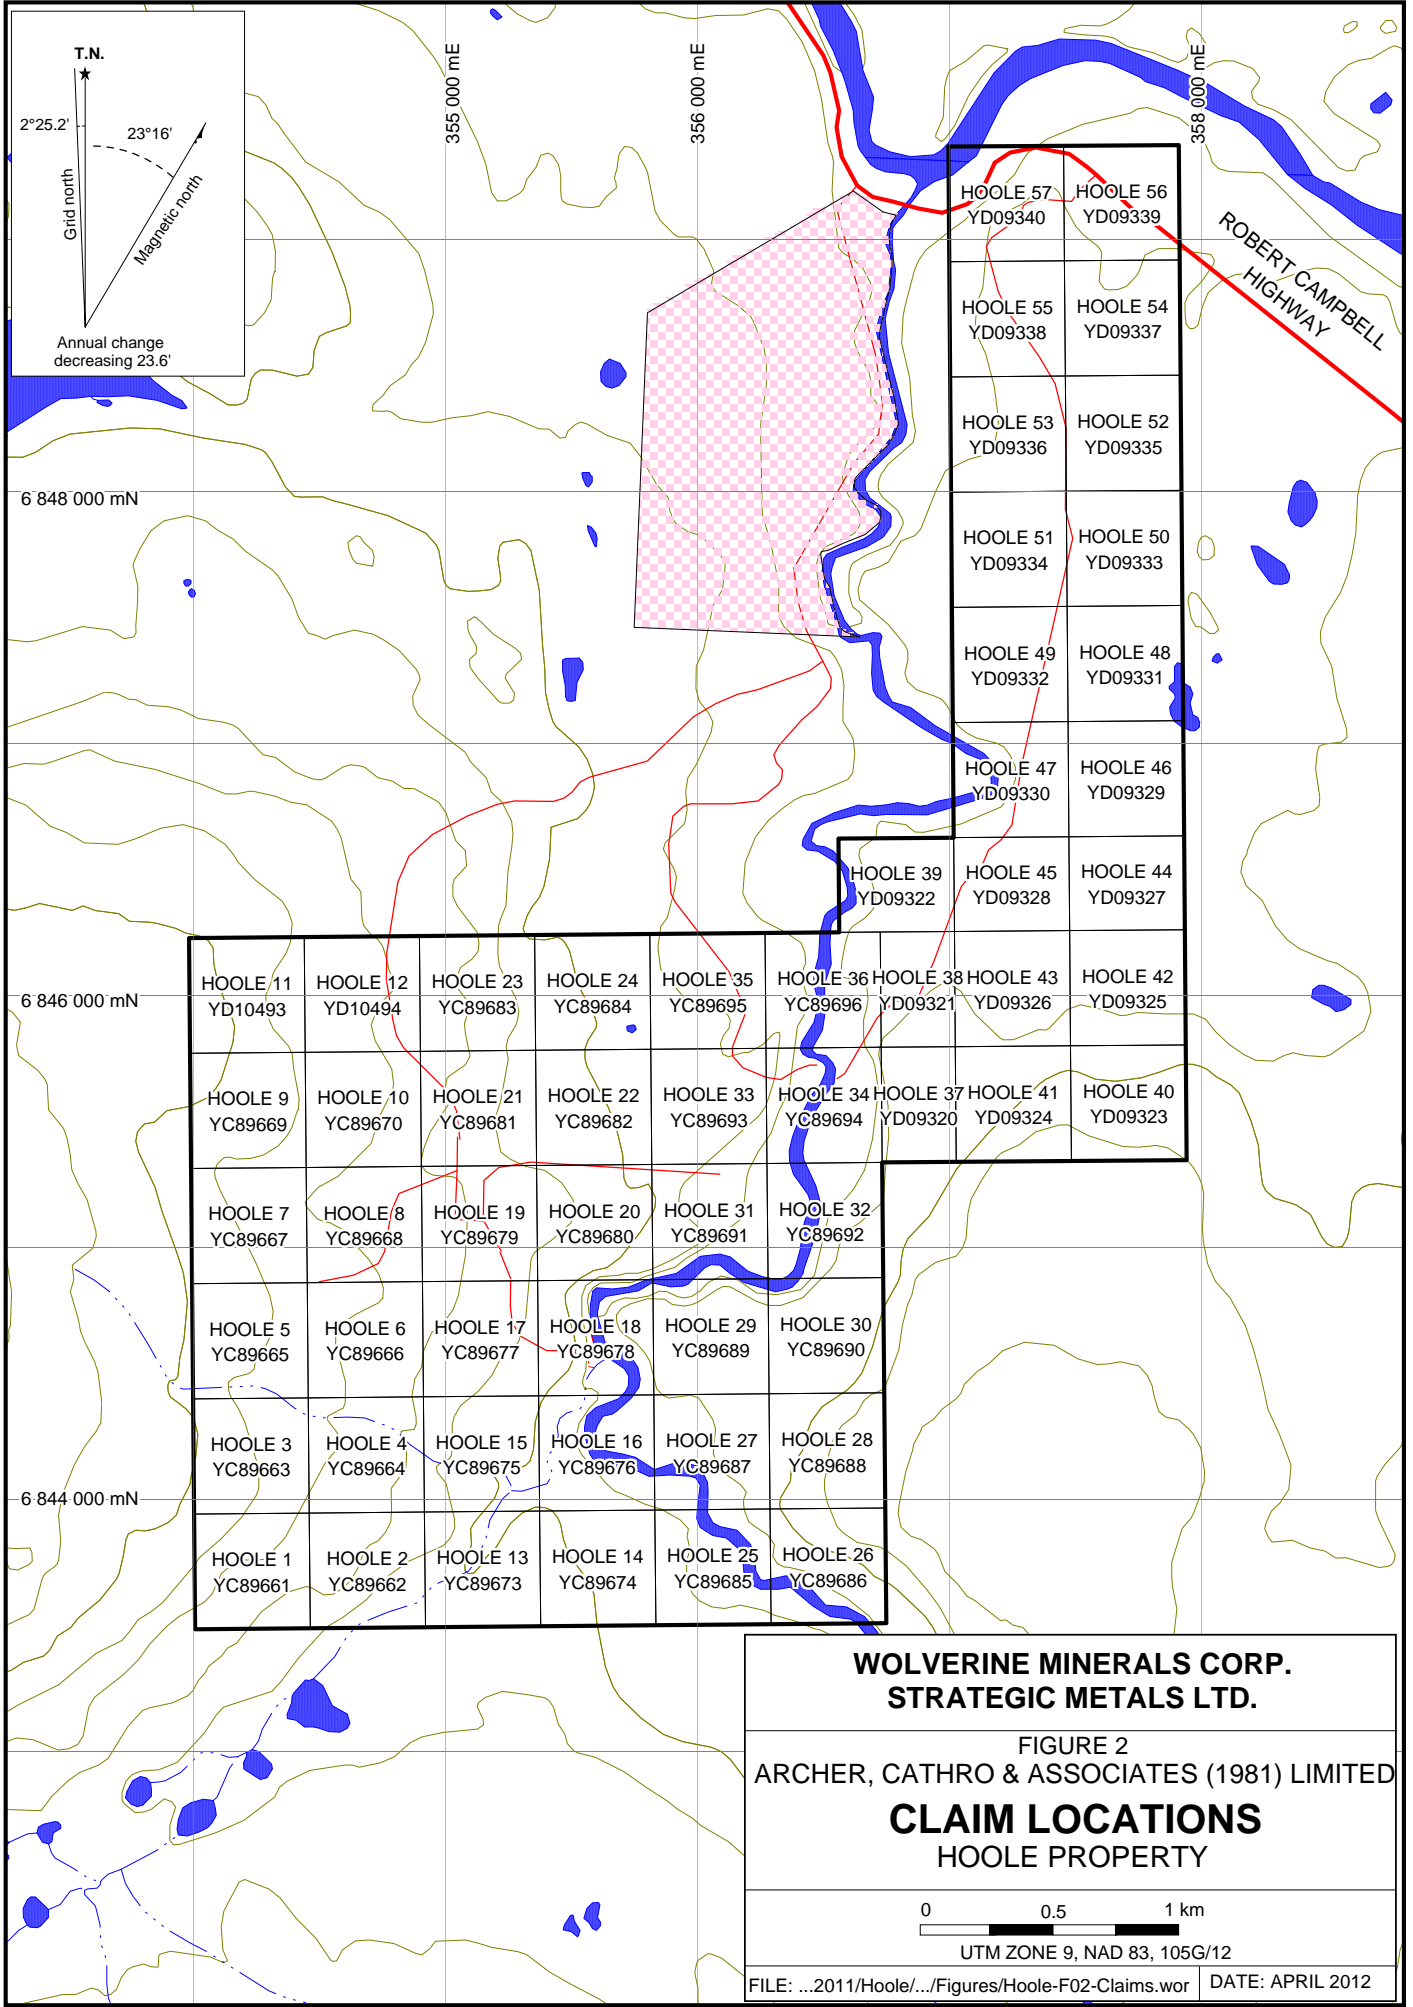 T.N.
2°25.2'
23°16'
Grid north
Magnetic north
Annual change
decreasing 23.6'
355 000 mE
356 000 mE
358 000 mE
6 848 000 mN
6 846 000 mN
6 844 000 mN
ROBERT CAMPBELL
HIGHWAY
HOOLE 57
YD09340
HOOLE 56
YD09339
HOOLE 55
YD09338
HOOLE 54
YD09337
HOOLE 53
YD09336
HOOLE 52
YD09335
HOOLE 51
YD09334
HOOLE 50
YD09333
HOOLE 49
YD09332
HOOLE 48
YD09331
HOOLE 47
YD09330
HOOLE 46
YD09329
HOOLE 39
YD09322
HOOLE 45
YD09328
HOOLE 44
YD09327
HOOLE 11
YD10493
HOOLE 12
YD10494
HOOLE 23
YC89683
HOOLE 24
YC89684
HOOLE 35
YC89695
HOOLE 36
YC89696
HOOLE 38
YD09321
HOOLE 43
YD09326
HOOLE 42
YD09325
HOOLE 9
YC89669
HOOLE 10
YC89670
HOOLE 21
YC89681
HOOLE 22
YC89682
HOOLE 33
YC89693
HOOLE 34
YC89694
HOOLE 37
YD09320
HOOLE 41
YD09324
HOOLE 40
YD09323
HOOLE 7
YC89667
HOOLE 8
YC89668
HOOLE 19
YC89679
HOOLE 20
YC89680
HOOLE 31
YC89691
HOOLE 32
YC89692
HOOLE 5
YC89665
HOOLE 6
YC89666
HOOLE 17
YC89677
HOOLE 18
YC89678
HOOLE 29
YC89689
HOOLE 30
YC89690
HOOLE 3
YC89663
HOOLE 4
YC89664
HOOLE 15
YC89675
HOOLE 16
YC89676
HOOLE 27
YC89687
HOOLE 28
YC89688
HOOLE 1
YC89661
HOOLE 2
YC89662
HOOLE 13
YC89673
HOOLE 14
YC89674
HOOLE 25
YC89685
HOOLE 26
YC89686
WOLVERINE MINERALS CORP.
STRATEGIC METALS LTD.
FIGURE 2
ARCHER, CATHRO & ASSOCIATES (1981) LIMITED
CLAIM LOCATIONS
HOOLE PROPERTY
0 0.5 1 km
UTM ZONE 9, NAD 83, 105G/12
FILE: ...2011/Hoole/.../Figures/Hoole-F02-Claims.wor
DATE: APRIL 2012